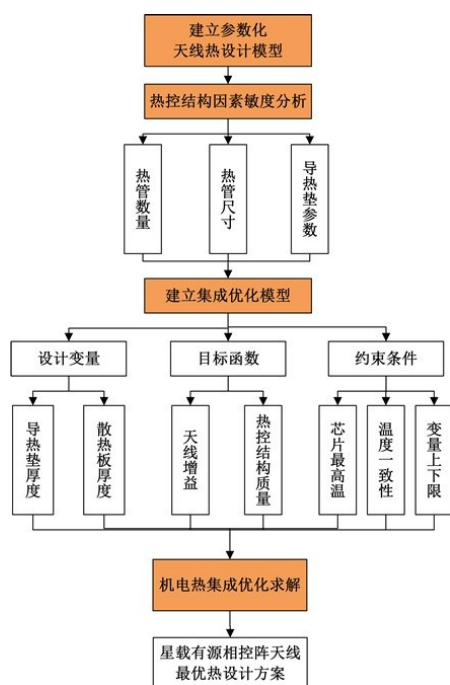 建立参数化
天线热设计模型
热控结构因素敏度分析
热管数量
热管尺寸
导热垫参数
建立集成优化模型
设计变量
目标函数
约束条件
导热垫厚度
散热板厚度
天线增益
热控结构质量
芯片最高温
温度一致性
变量上下限
机电热集成优化求解
星载有源相控阵天线
最优热设计方案